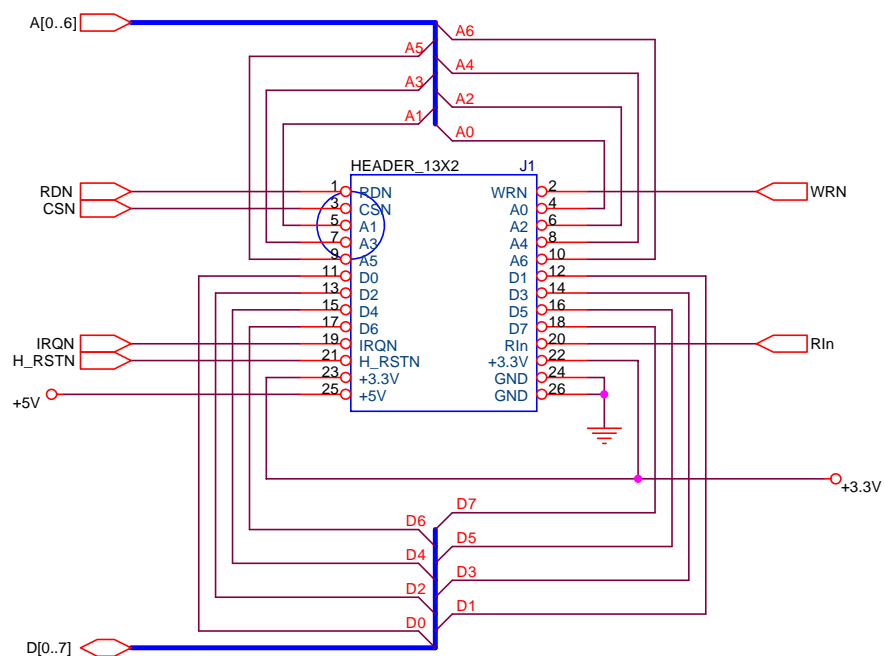 A[0..6]
A6
A5
A4
A3
A2
A1
A0
HEADER_13X2 J1
RDN 1 RDN WRN 2 WRN
CSN 3 CSN A0 4
5 A1 A2 6
7 A3 A4 8
9 A5 A6 10
11 D0 D1 12
13 D2 D3 14
15 D4 D5 16
17 D6 D7 18
IRQN 19 IRQN RIn 20 RIn
H_RSTN 21 H_RSTN +3.3V 22
23 +3.3V GND 24
+5V 25 +5V GND 26
+3.3V
D7
D6
D5
D4
D3
D2
D1
D0
D[0..7]